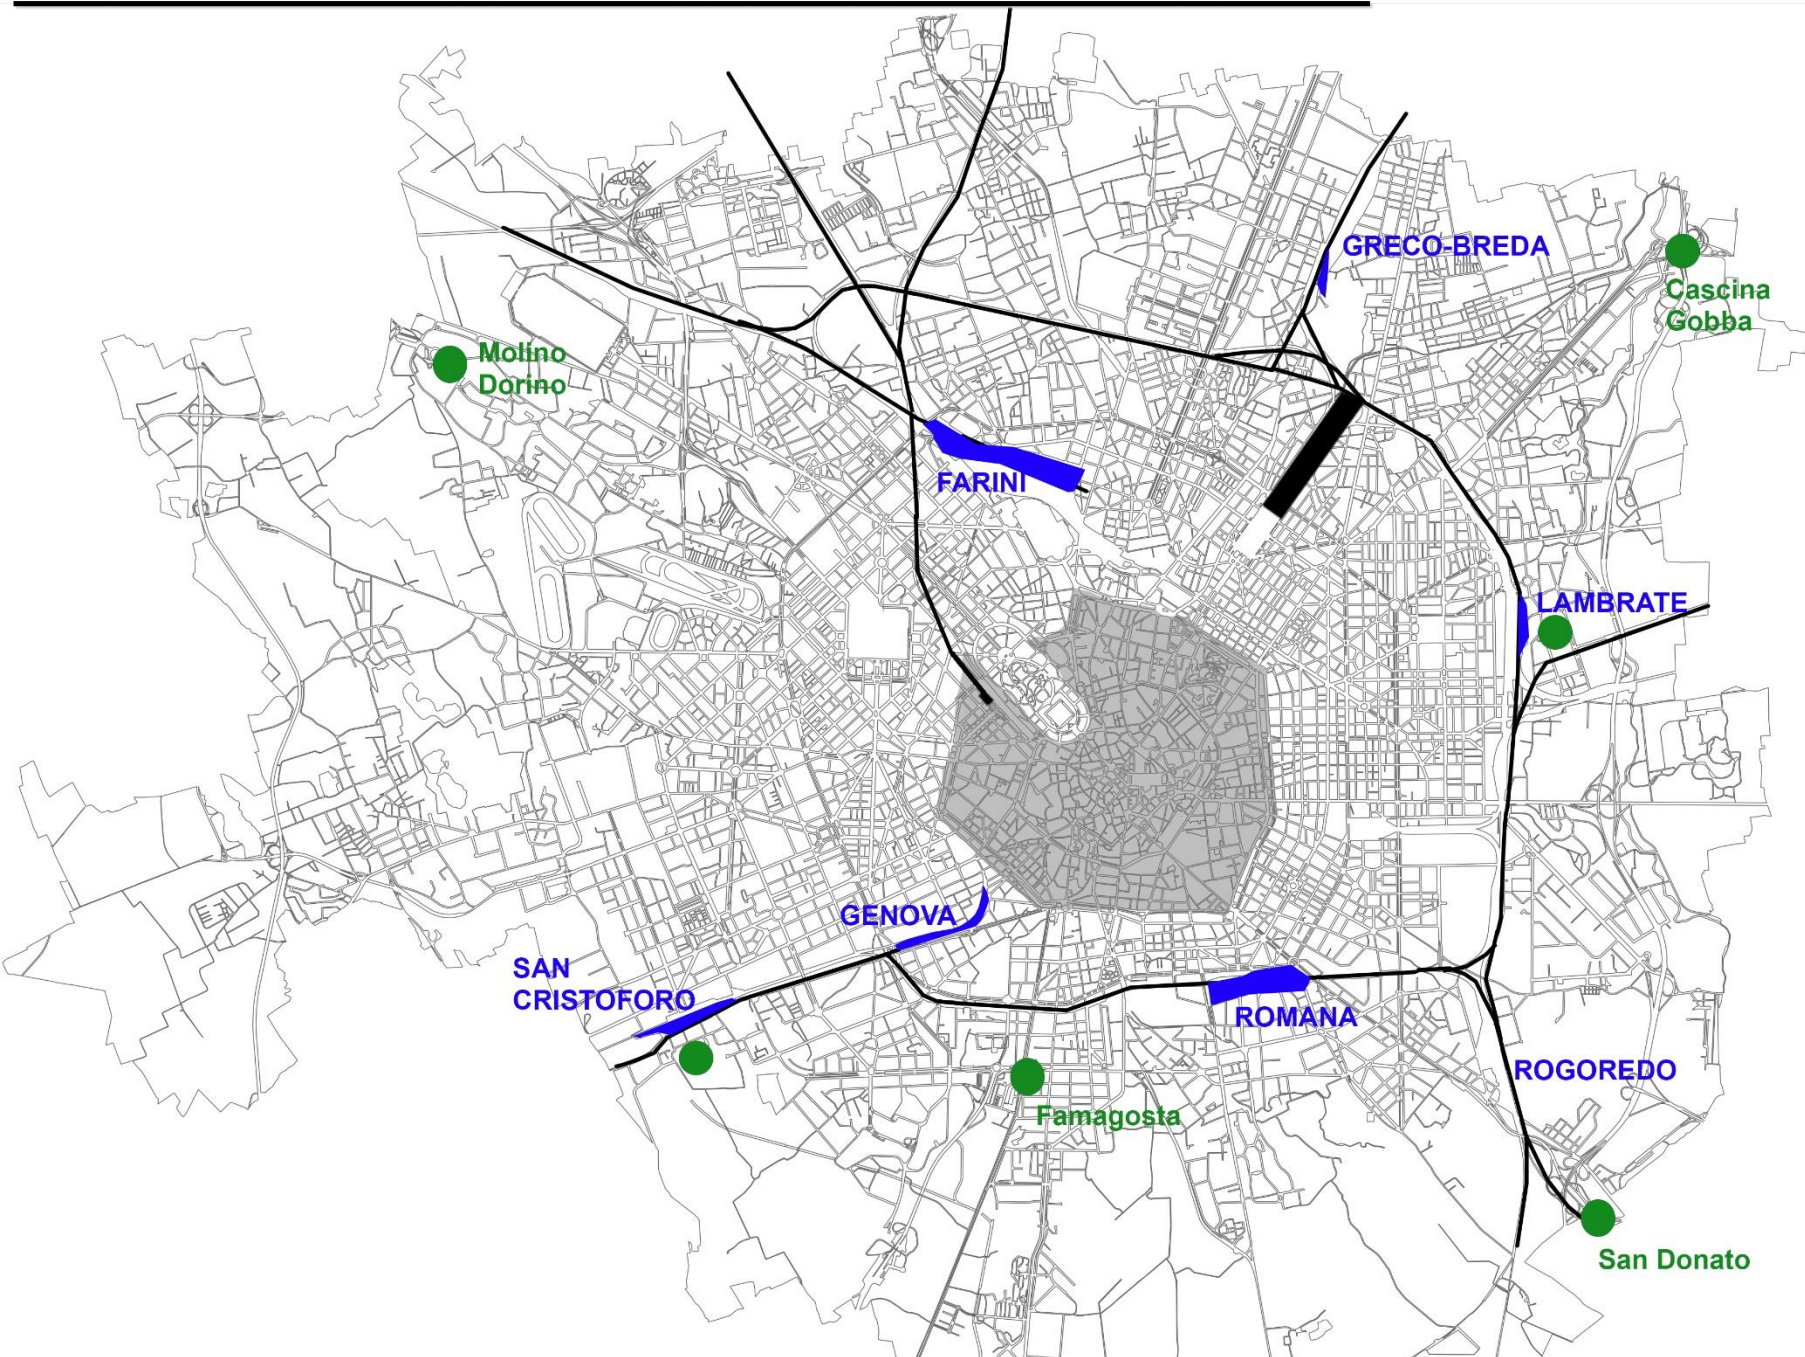 GRECO-BREDA
Cascina
Gobba
Molino
Dorino
FARINI
LAMBRATE
GENOVA
SAN
CRISTOFORO
ROMANA
ROGOREDO
Famagosta
San Donato